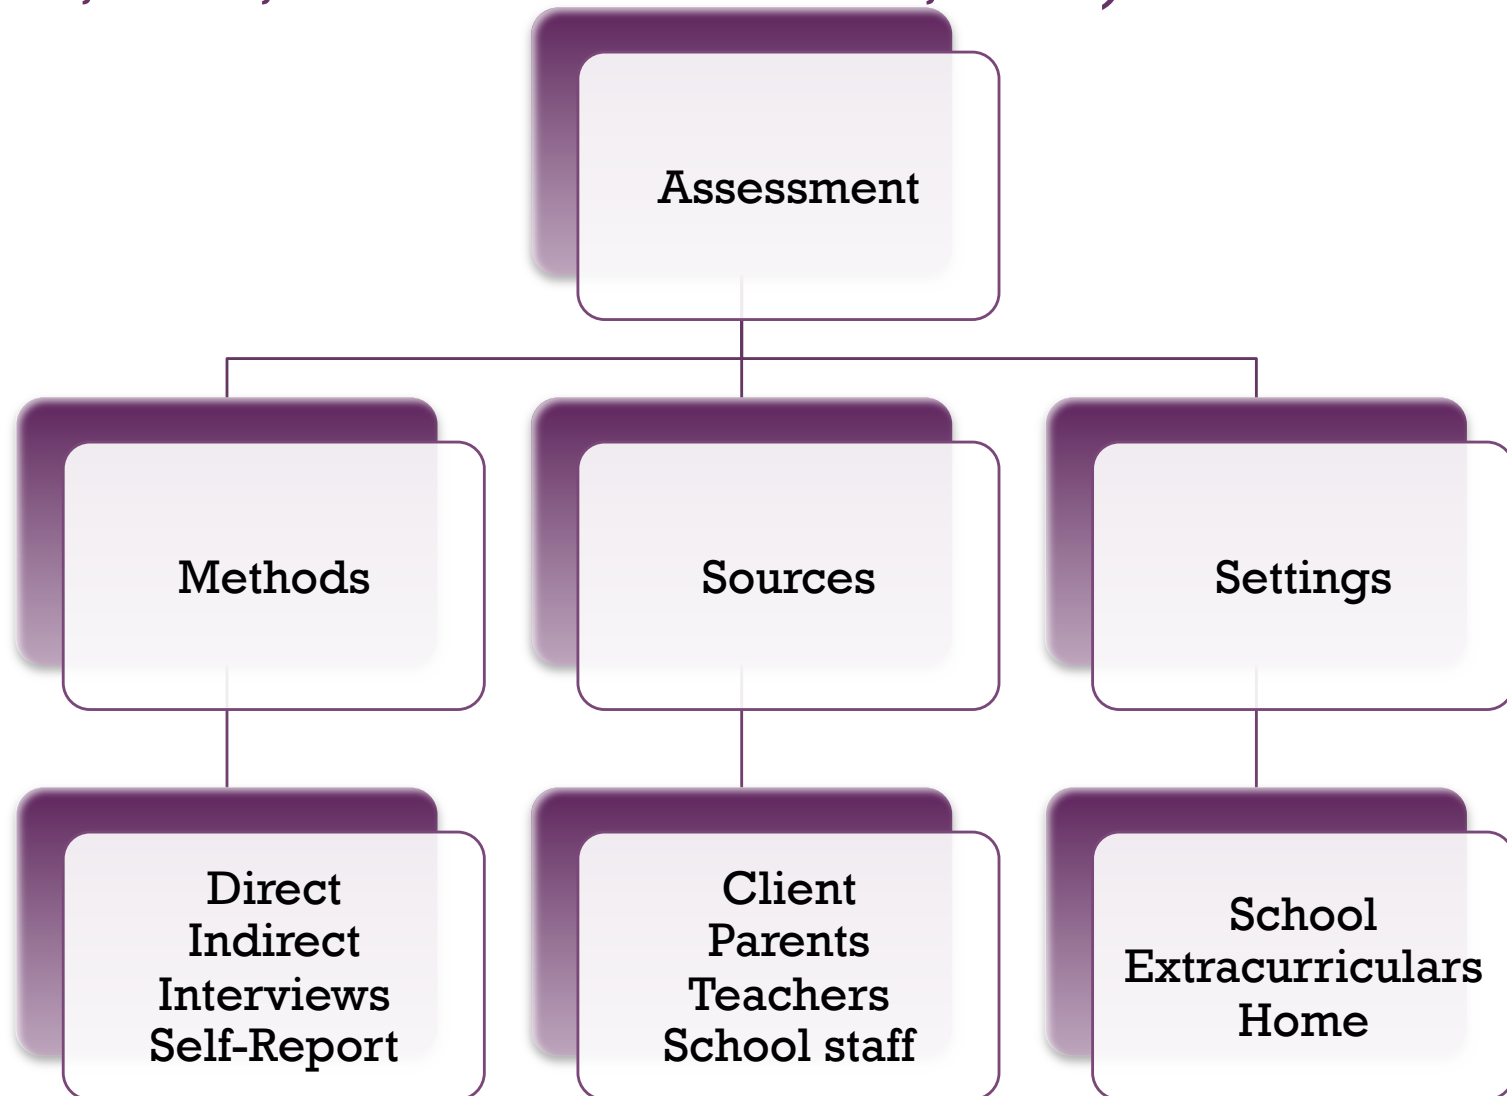 Assessment
Methods
Sources
Settings
Direct
Indirect
Interviews
Self-Report
Client
Parents
Teachers
School staff
School
Extracurriculars
Home